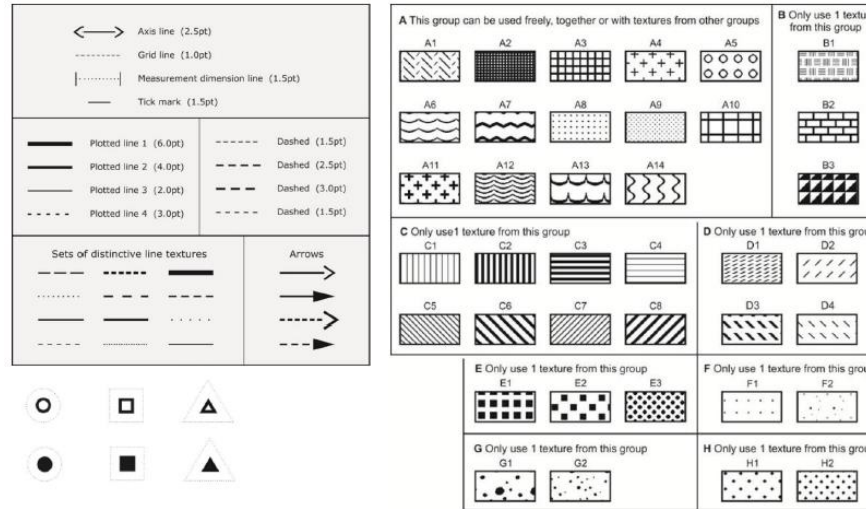 Axis line (2.5pt)
Grid line (1.0pt)
Measurement dimension line (1.5pt)
Tick mark (1.5pt)
Plotted line 1 (6.0pt)
Plotted line 2 (4.0pt)
Plotted line 3 (2.0pt)
Plotted line 4 (3.0pt)
Dashed (1.5pt)
Dashed (2.5pt)
Dashed (3.0pt)
Dashed (1.5pt)
Sets of distinctive line textures
Arrows
A This group can be used freely, together or with textures from other groups
A1 A2 A3 A4 A5
A6 A7 A8 A9 A10
A11 A12 A13 A14
B Only use 1 textu
from this group
B1
B2
B3
C Only use1 texture from this group
C1 C2 C3 C4
C5 C6 C7 C8
D Only use 1 texture from this grou
D1 D2
D3 D4
E Only use 1 texture from this group
E1 E2 E3
F Only use 1 texture from this grou
F1 F2
G Only use 1 texture from this group
G1 G2
H Only use 1 texture from this grou
H1 H2